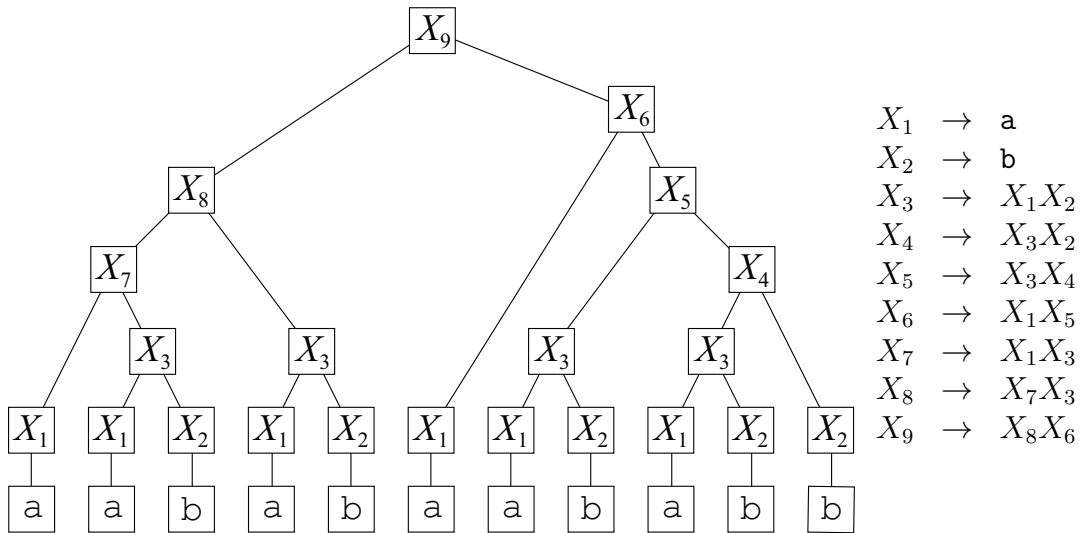 X₉
X₆
X₈ X₅
X₇ X₄
X₃ X₃ X₃ X₃
X₁ X₁ X₂ X₁ X₂ X₁ X₁ X₂ X₁ X₂ X₂
a a b a b a a b a b b
X₁ → a
X₂ → b
X₃ → X₁X₂
X₄ → X₃X₂
X₅ → X₃X₄
X₆ → X₁X₅
X₇ → X₁X₃
X₈ → X₇X₃
X₉ → X₈X₆